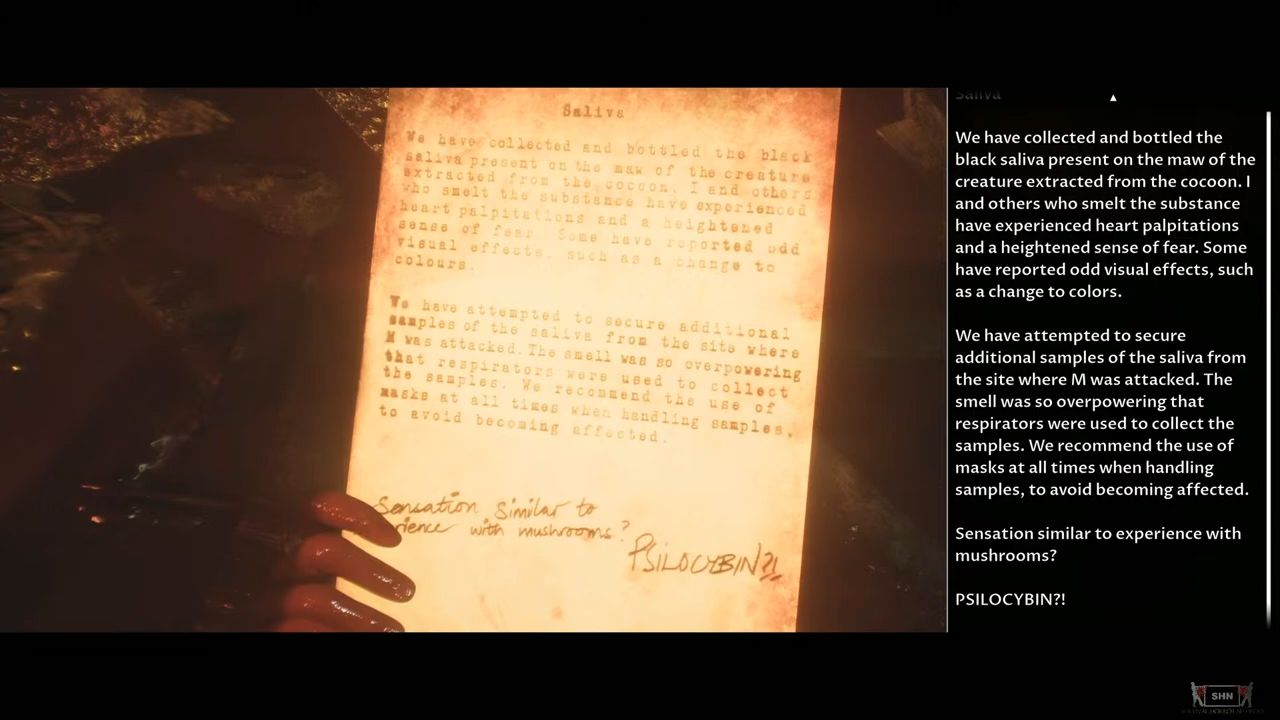 Saliva
We have collected and bottled the black
saliva present on the maw of the creature
extracted from the cocoon. I and others
who smelt the substance have experienced
heart palpitations and a heightened
sense of fear. Some have reported odd
visual effects, such as a change to
colours.
We have attempted to secure additional
samples of the saliva from the site where
M was attacked. The smell was so overpowering
that respirators were used to collect
the samples. We recommend the use of
masks at all times when handling samples,
to avoid becoming affected.
Sensation similar to
rience with mushrooms?
PSILOCYBIN?!
Saliva
We have collected and bottled the
black saliva present on the maw of the
creature extracted from the cocoon. I
and others who smelt the substance
have experienced heart palpitations
and a heightened sense of fear. Some
have reported odd visual effects, such
as a change to colors.
We have attempted to secure
additional samples of the saliva from
the site where M was attacked. The
smell was so overpowering that
respirators were used to collect the
samples. We recommend the use of
masks at all times when handling
samples, to avoid becoming affected.
Sensation similar to experience with
mushrooms?
PSILOCYBIN?!
SHN